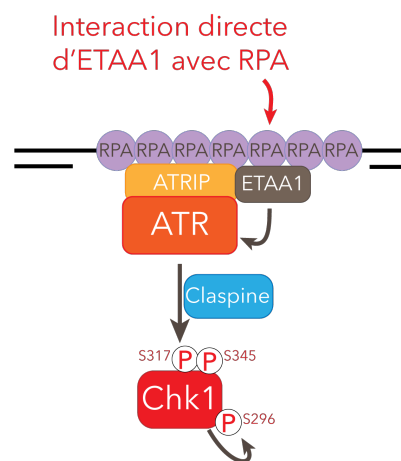 Interaction directe
d'ETAA1 avec RPA
RPA RPA RPA RPA RPA RPA RPA
ATRIP ETAA1
ATR
Claspine
S317 P P S345
Chk1
P S296